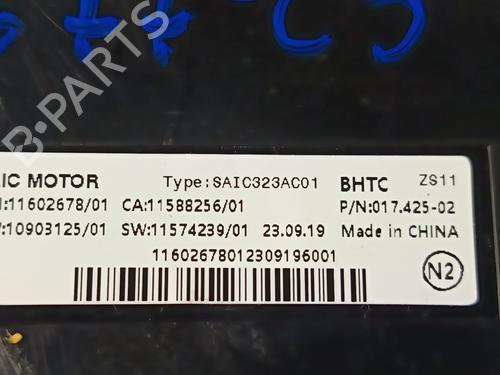 B-PARTS
IC MOTOR Type:SAIC323AC01 BHTC ZS11
:11602678/01 CA:11588256/01 P/N:017.425-02
:10903125/01 SW:11574239/01 23.09.19 Made in CHINA
11602678012309196001
N2